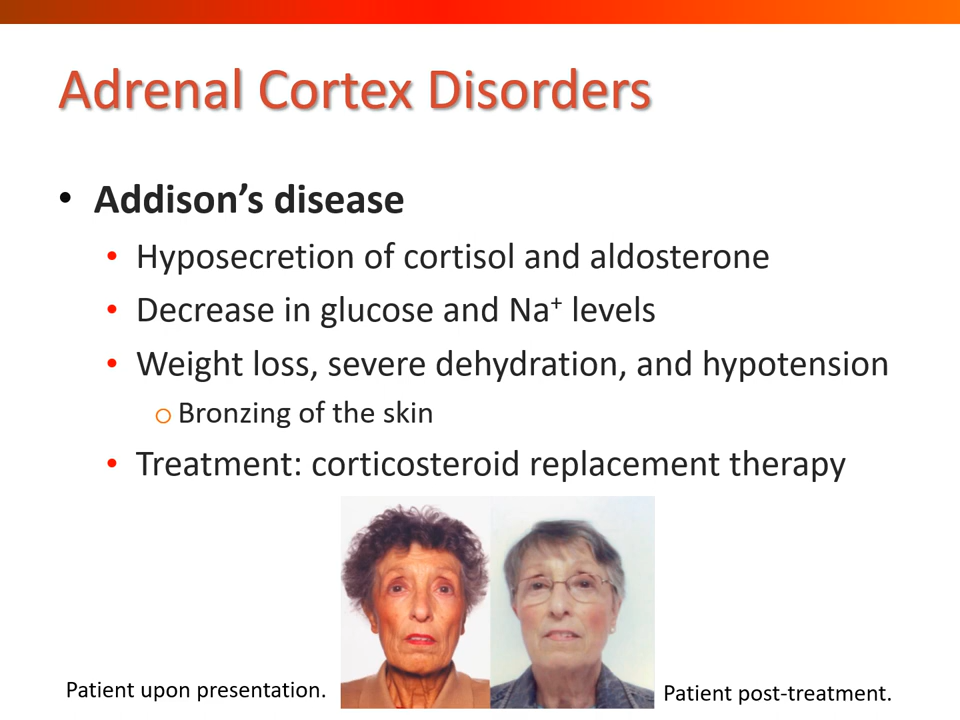 Adrenal Cortex Disorders
• Addison’s disease
• Hyposecretion of cortisol and aldosterone
• Decrease in glucose and Na⁺ levels
• Weight loss, severe dehydration, and hypotension
o Bronzing of the skin
• Treatment: corticosteroid replacement therapy
Patient upon presentation.
Patient post-treatment.